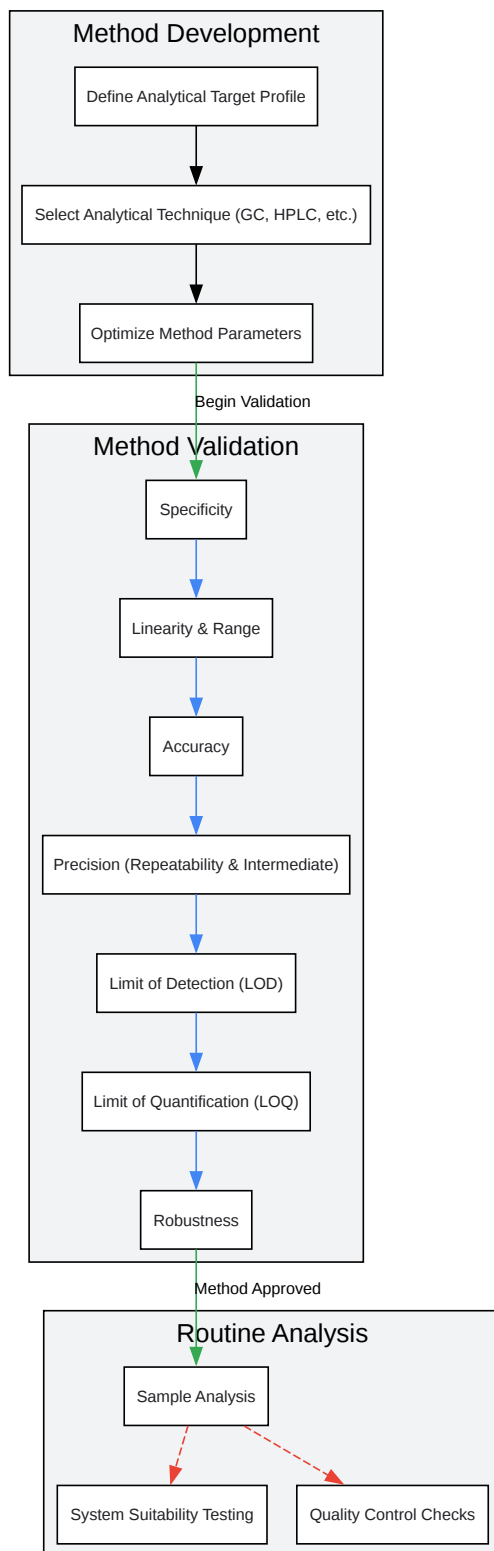 Method Development
Define Analytical Target Profile
Select Analytical Technique (GC, HPLC, etc.)
Optimize Method Parameters
Begin Validation
Method Validation
Specificity
Linearity & Range
Accuracy
Precision (Repeatability & Intermediate)
Limit of Detection (LOD)
Limit of Quantification (LOQ)
Robustness
Method Approved
Routine Analysis
Sample Analysis
System Suitability Testing
Quality Control Checks